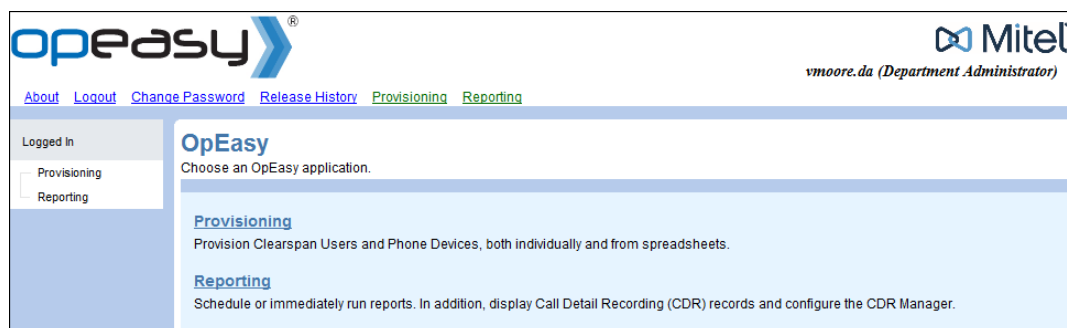 opeasy®
Mitel
vmoore.da (Department Administrator)
About Logout Change Password Release History Provisioning Reporting
Logged In
Provisioning
Reporting
OpEasy
Choose an OpEasy application.
Provisioning
Provision Clearspan Users and Phone Devices, both individually and from spreadsheets.
Reporting
Schedule or immediately run reports. In addition, display Call Detail Recording (CDR) records and configure the CDR Manager.